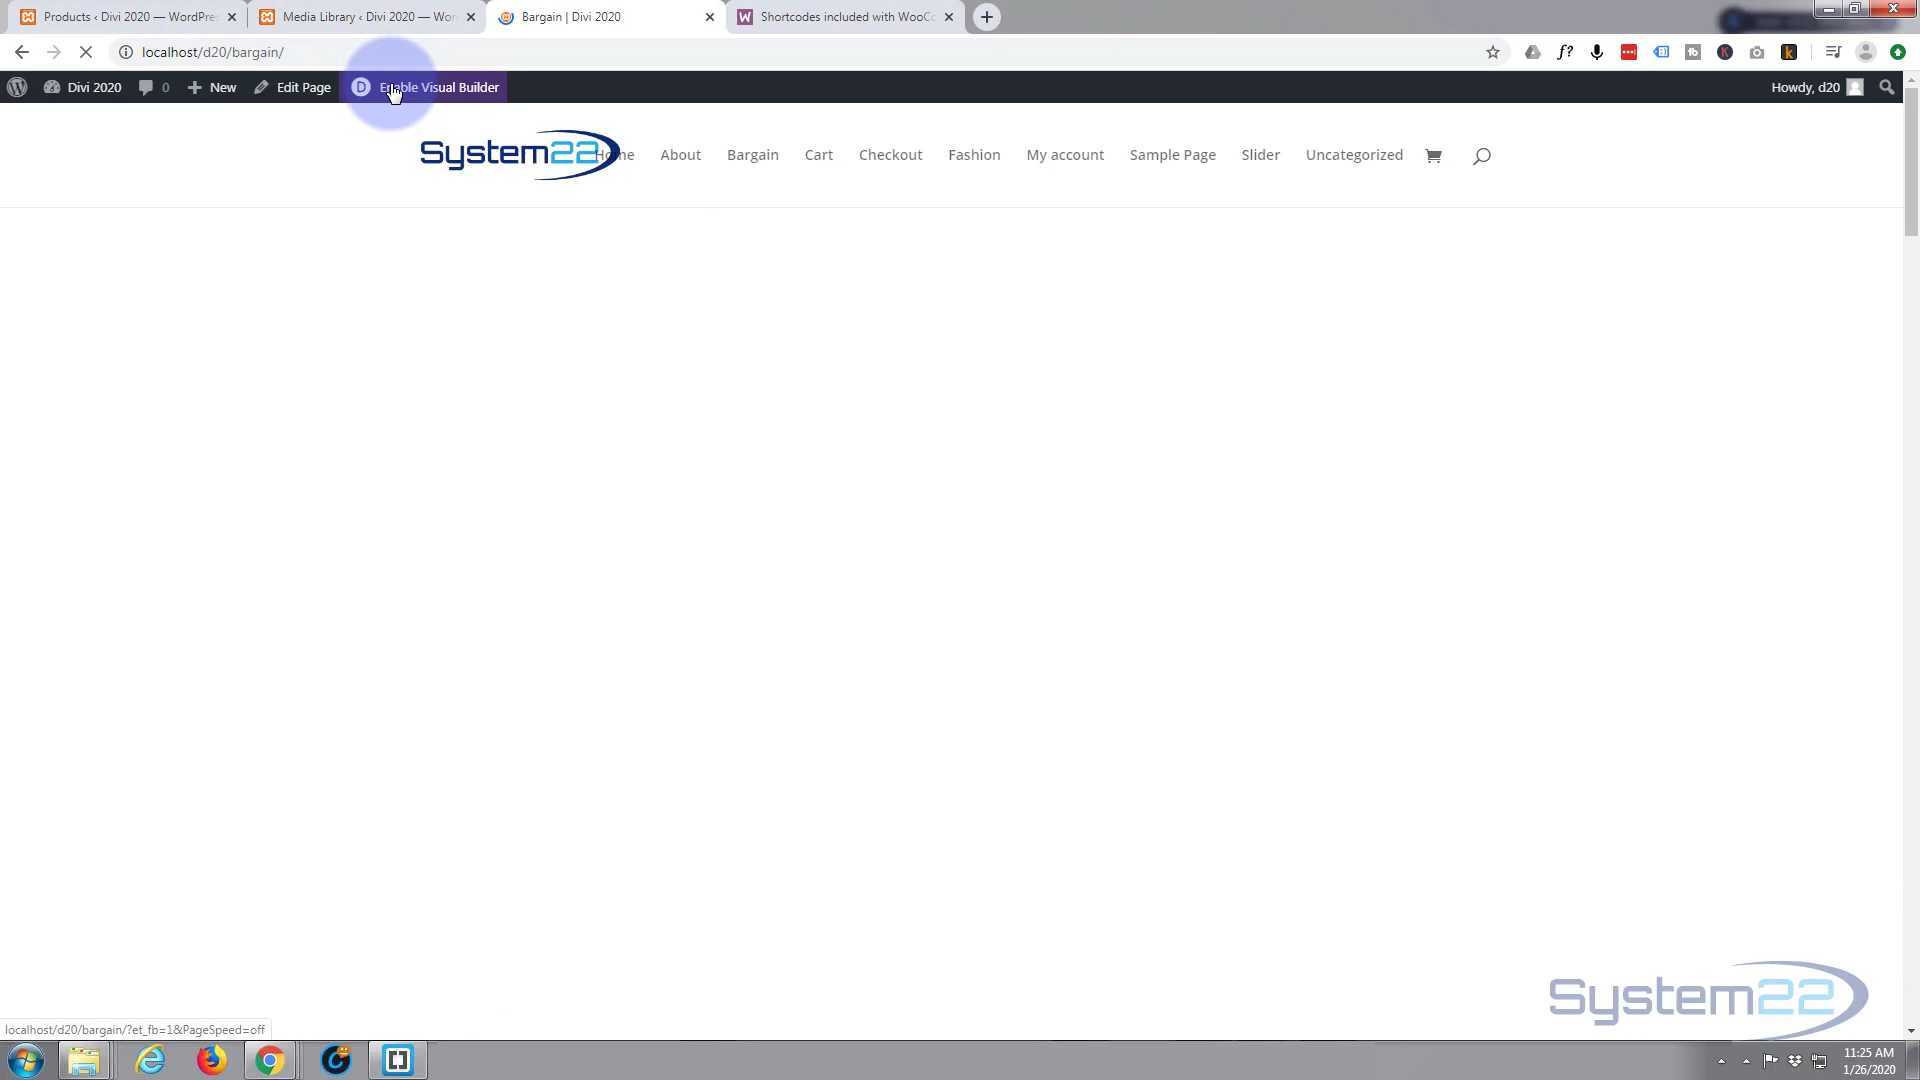 Products ‹ Divi 2020 — WordPre
Media Library ‹ Divi 2020 — Wor
Bargain | Divi 2020
W Shortcodes included with WooCo
localhost/d20/bargain/
f?
Divi 2020
0
New
Edit Page
D Enable Visual Builder
Howdy, d20
System22
Home
About
Bargain
Cart
Checkout
Fashion
My account
Sample Page
Slider
Uncategorized
System22
localhost/d20/bargain/?et_fb=1&PageSpeed=off
11:25 AM
1/26/2020